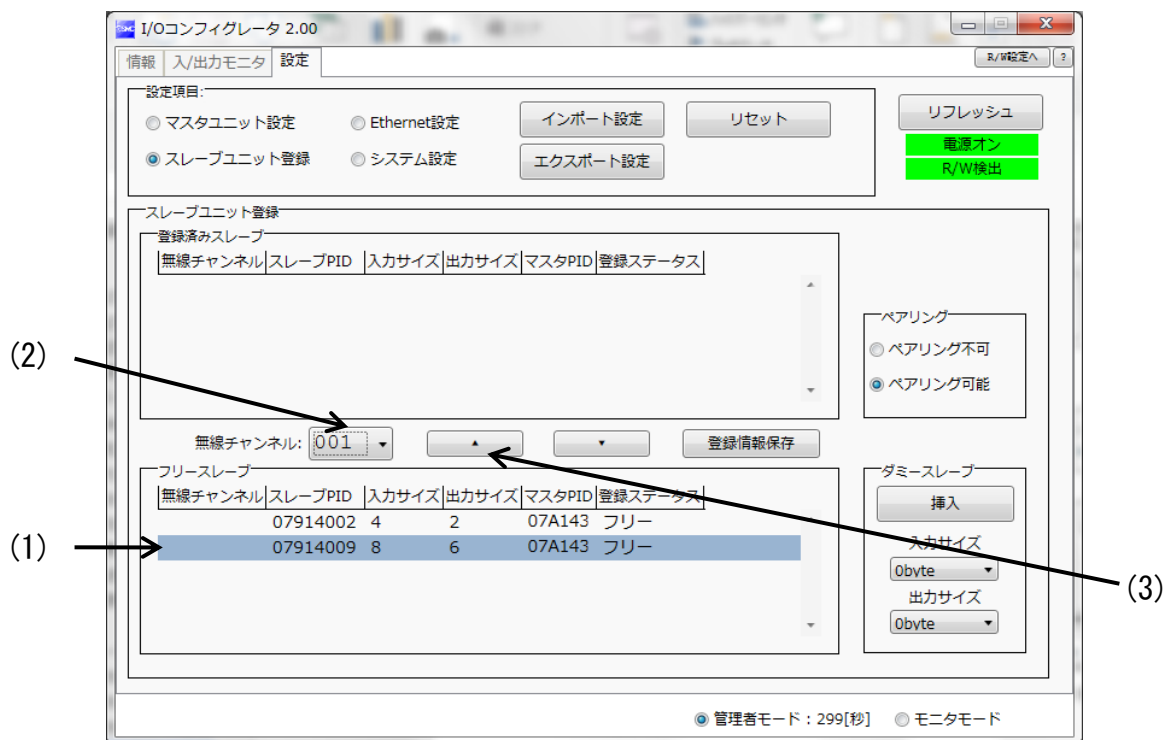 I/Oコンフィグレータ 2.00
情報 入/出力モニタ 設定 R/W設定へ ?
設定項目:
マスタユニット設定 Ethernet設定 インポート設定 リセット リフレッシュ
電源オン
スレーブユニット登録 システム設定 エクスポート設定 R/W検出
スレーブユニット登録
登録済みスレーブ
無線チャンネル スレーブPID 入力サイズ 出力サイズ マスタPID 登録ステータス
ペアリング
(2) ペアリング不可
ペアリング可能
無線チャンネル: 001 ▲ ▼ 登録情報保存
フリースレーブ ダミースレーブ
無線チャンネル スレーブPID 入力サイズ 出力サイズ マスタPID 登録ステータス 挿入
07914002 4 2 07A143 フリー
(1) 07914009 8 6 07A143 フリー 入力サイズ
0byte
(3)
出力サイズ
0byte
管理者モード：299[秒] モニタモード